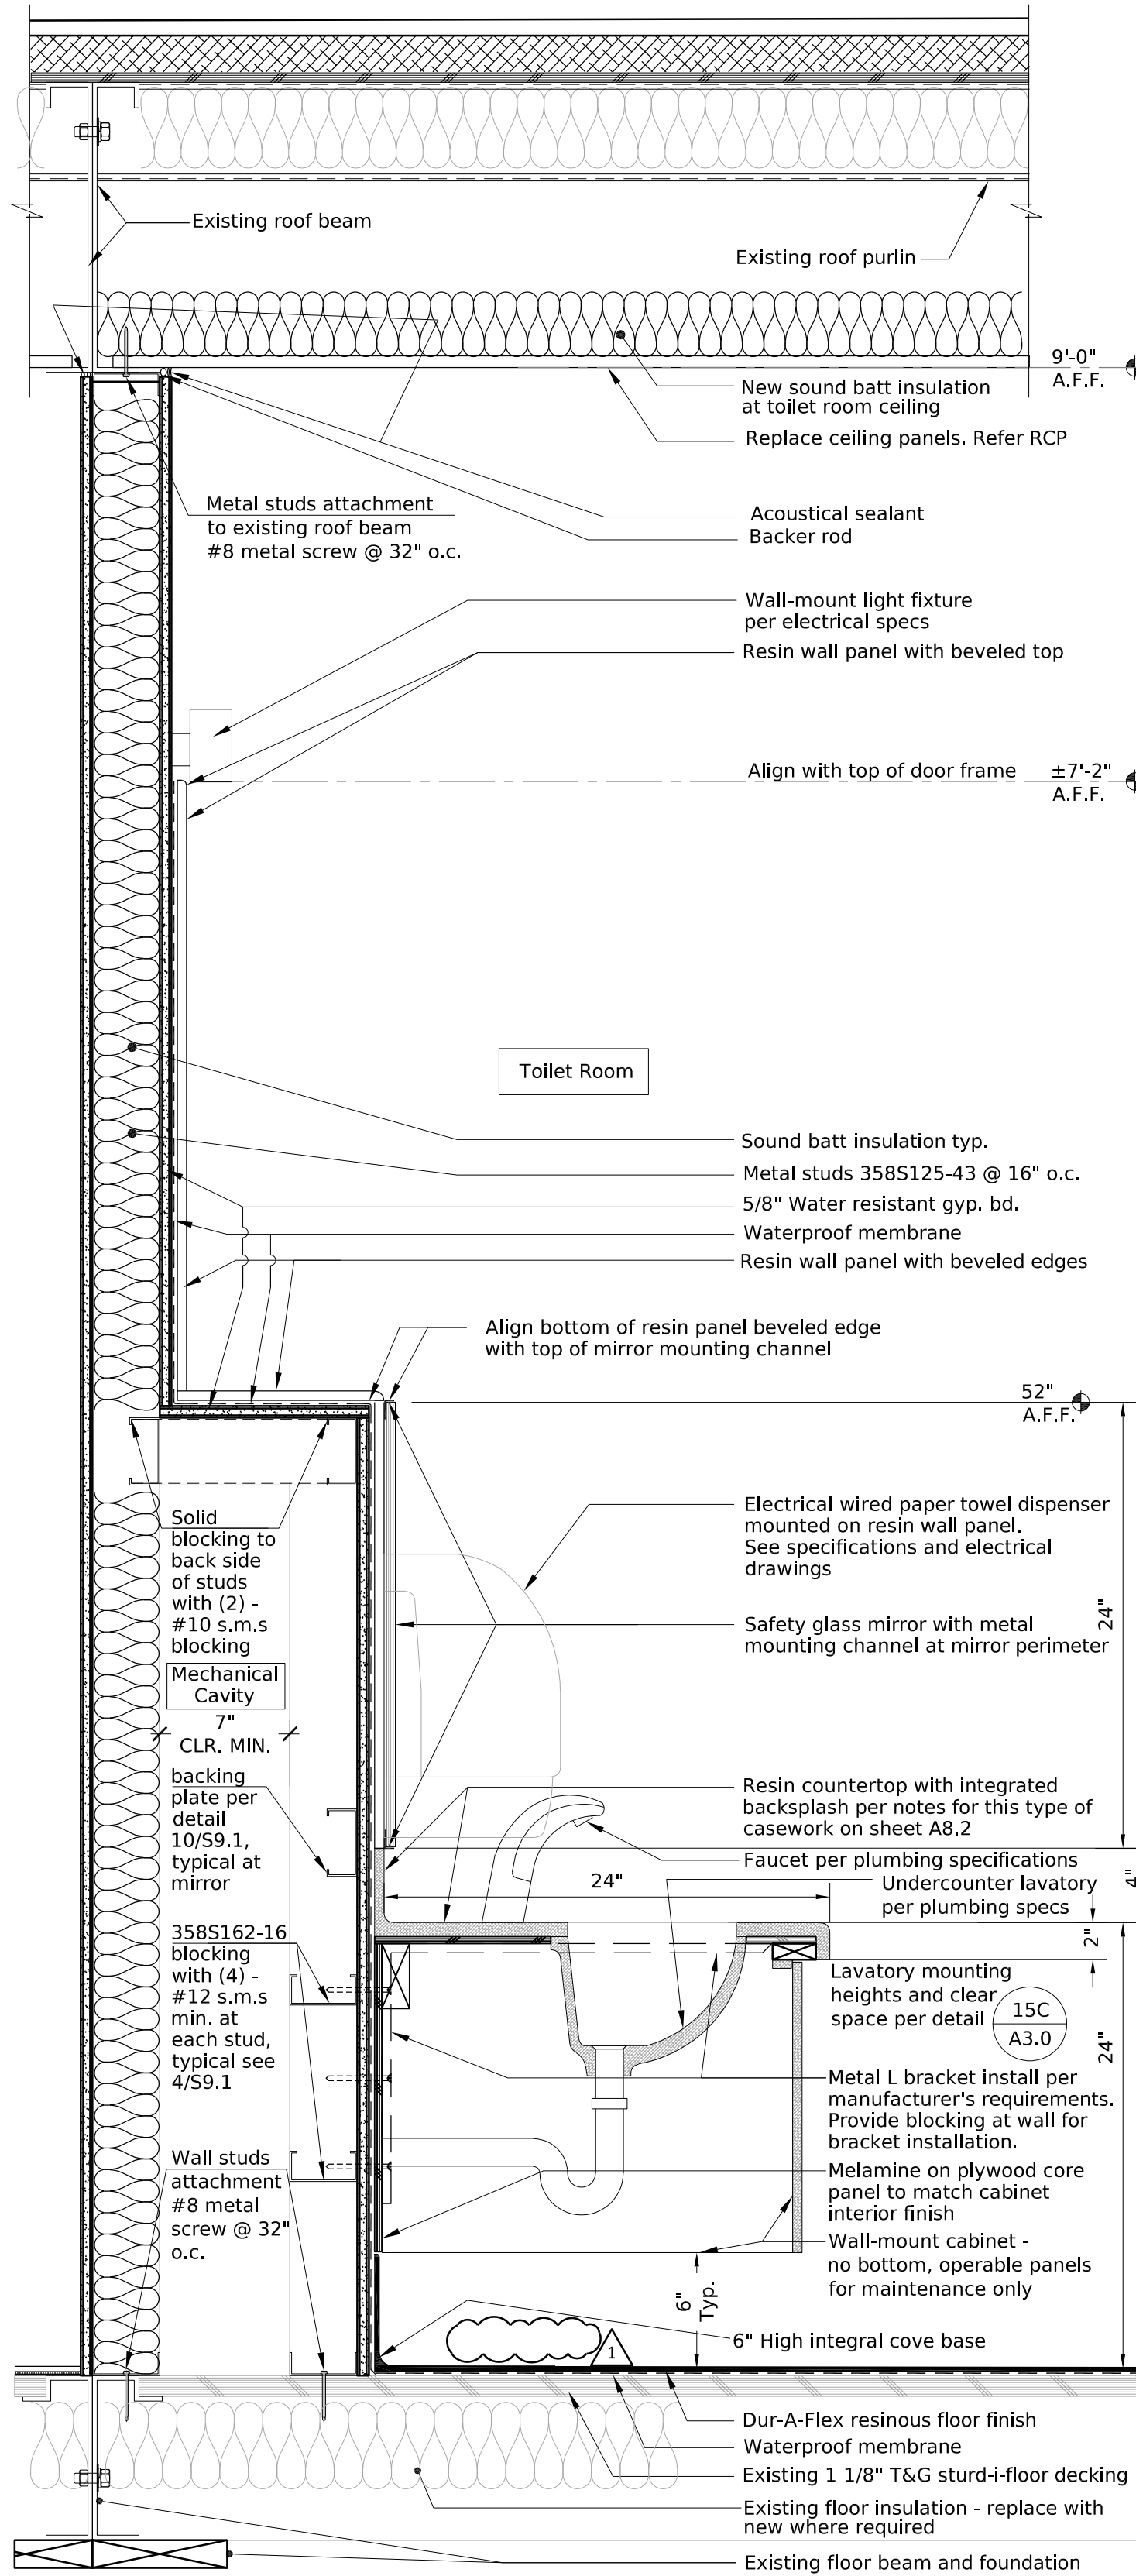 Existing roof beam
Existing roof purlin
9'-0"
A.F.F.
New sound batt insulation
at toilet room ceiling
Replace ceiling panels. Refer RCP
Metal studs attachment
to existing roof beam
#8 metal screw @ 32" o.c.
Acoustical sealant
Backer rod
Wall-mount light fixture
per electrical specs
Resin wall panel with beveled top
Align with top of door frame
±7'-2"
A.F.F.
Toilet Room
Sound batt insulation typ.
Metal studs 358S125-43 @ 16" o.c.
5/8" Water resistant gyp. bd.
Waterproof membrane
Resin wall panel with beveled edges
Align bottom of resin panel beveled edge
with top of mirror mounting channel
52"
A.F.F.
Solid
blocking to
back side
of studs
with (2) -
#10 s.m.s
blocking
Mechanical
Cavity
7"
CLR. MIN.
backing
plate per
detail
10/S9.1,
typical at
mirror
358S162-16
blocking
with (4) -
#12 s.m.s
min. at
each stud,
typical see
4/S9.1
Wall studs
attachment
#8 metal
screw @ 32"
o.c.
Electrical wired paper towel dispenser
mounted on resin wall panel.
See specifications and electrical
drawings
24"
Safety glass mirror with metal
mounting channel at mirror perimeter
Resin countertop with integrated
backsplash per notes for this type of
casework on sheet A8.2
Faucet per plumbing specifications
4"
24"
Undercounter lavatory
per plumbing specs
2"
Lavatory mounting
heights and clear
space per detail
15C
A3.0
24"
Metal L bracket install per
manufacturer's requirements.
Provide blocking at wall for
bracket installation.
Melamine on plywood core
panel to match cabinet
interior finish
Wall-mount cabinet -
no bottom, operable panels
for maintenance only
6"
Typ.
6" High integral cove base
1
Dur-A-Flex resinous floor finish
Waterproof membrane
Existing 1 1/8" T&G sturd-i-floor decking
Existing floor insulation - replace with
new where required
Existing floor beam and foundation